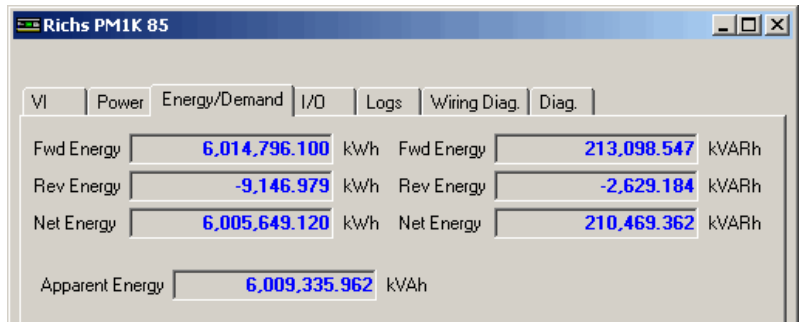 Richs PM1K 85
VI Power Energy/Demand I/O Logs Wiring Diag. Diag.
Fwd Energy 6,014,796.100 kWh Fwd Energy 213,098.547 kVARh
Rev Energy -9,146.979 kWh Rev Energy -2,629.184 kVARh
Net Energy 6,005,649.120 kWh Net Energy 210,469.362 kVARh
Apparent Energy 6,009,335.962 kVAh